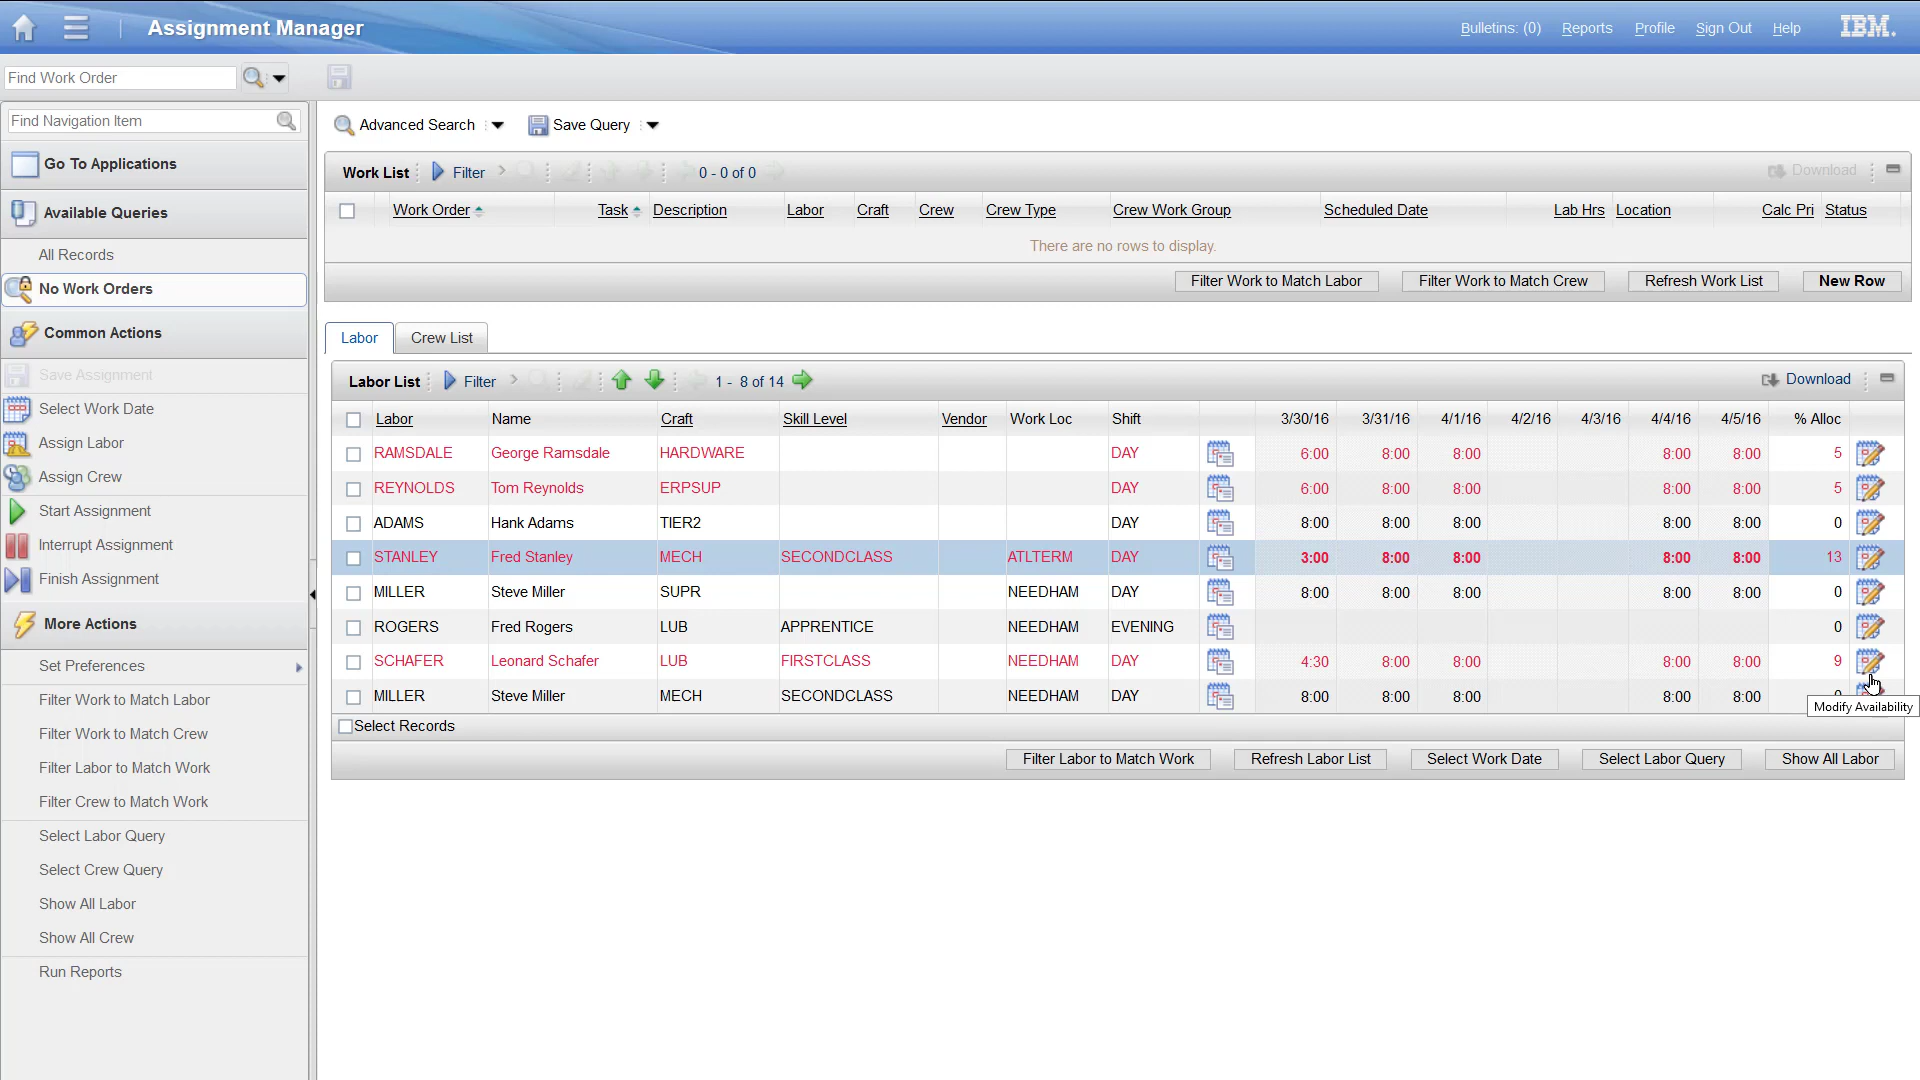 Assignment Manager
Bulletins: (0) Reports Profile Sign Out Help IBM.
Find Work Order
Find Navigation Item
Go To Applications
Available Queries
All Records
No Work Orders
Common Actions
Save Assignment
Select Work Date
Assign Labor
Assign Crew
Start Assignment
Interrupt Assignment
Finish Assignment
More Actions
Set Preferences
Filter Work to Match Labor
Filter Work to Match Crew
Filter Labor to Match Work
Filter Crew to Match Work
Select Labor Query
Select Crew Query
Show All Labor
Show All Crew
Run Reports
Advanced Search Save Query
Work List Filter 0 - 0 of 0 Download
Work Order Task Description Labor Craft Crew Crew Type Crew Work Group Scheduled Date Lab Hrs Location Calc Pri Status
There are no rows to display.
Filter Work to Match Labor Filter Work to Match Crew Refresh Work List New Row
Labor Crew List
Labor List Filter 1 - 8 of 14 Download
Labor Name Craft Skill Level Vendor Work Loc Shift 3/30/16 3/31/16 4/1/16 4/2/16 4/3/16 4/4/16 4/5/16 % Alloc
RAMSDALE George Ramsdale HARDWARE DAY 6:00 8:00 8:00 8:00 8:00 5
REYNOLDS Tom Reynolds ERPSUP DAY 6:00 8:00 8:00 8:00 8:00 5
ADAMS Hank Adams TIER2 DAY 8:00 8:00 8:00 8:00 8:00 0
STANLEY Fred Stanley MECH SECONDCLASS ATLTERM DAY 3:00 8:00 8:00 8:00 8:00 13
MILLER Steve Miller SUPR NEEDHAM DAY 8:00 8:00 8:00 8:00 8:00 0
ROGERS Fred Rogers LUB APPRENTICE NEEDHAM EVENING 0
SCHAFER Leonard Schafer LUB FIRSTCLASS NEEDHAM DAY 4:30 8:00 8:00 8:00 8:00 9
MILLER Steve Miller MECH SECONDCLASS NEEDHAM DAY 8:00 8:00 8:00 8:00 8:00 0
Modify Availability
Select Records
Filter Labor to Match Work Refresh Labor List Select Work Date Select Labor Query Show All Labor